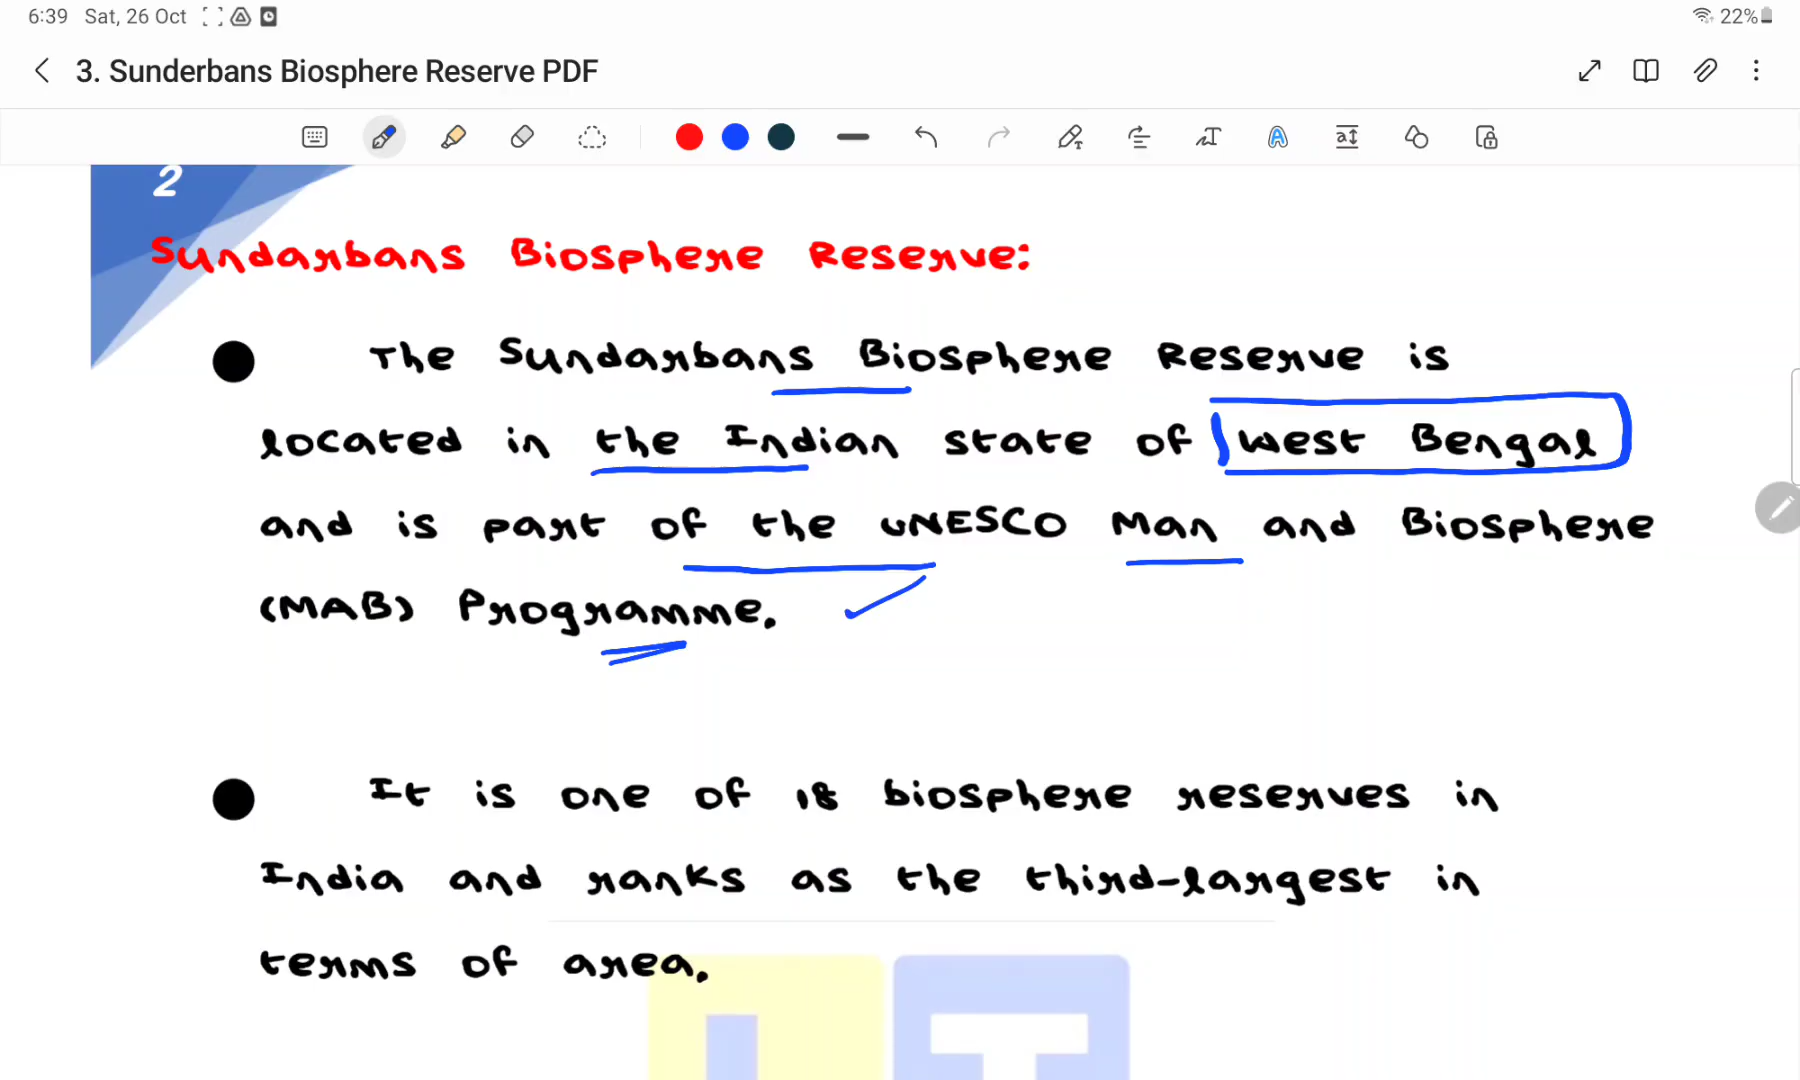 6:39 Sat, 26 Oct 22%
3. Sunderbans Biosphere Reserve PDF
2
Sundarbans Biosphere Reserve:
The Sundarbans Biosphere Reserve is
located in the Indian state of West Bengal
and is part of the UNESCO Man and Biosphere
(MAB) Programme.
It is one of 18 biosphere reserves in
India and ranks as the third-largest in
terms of area.